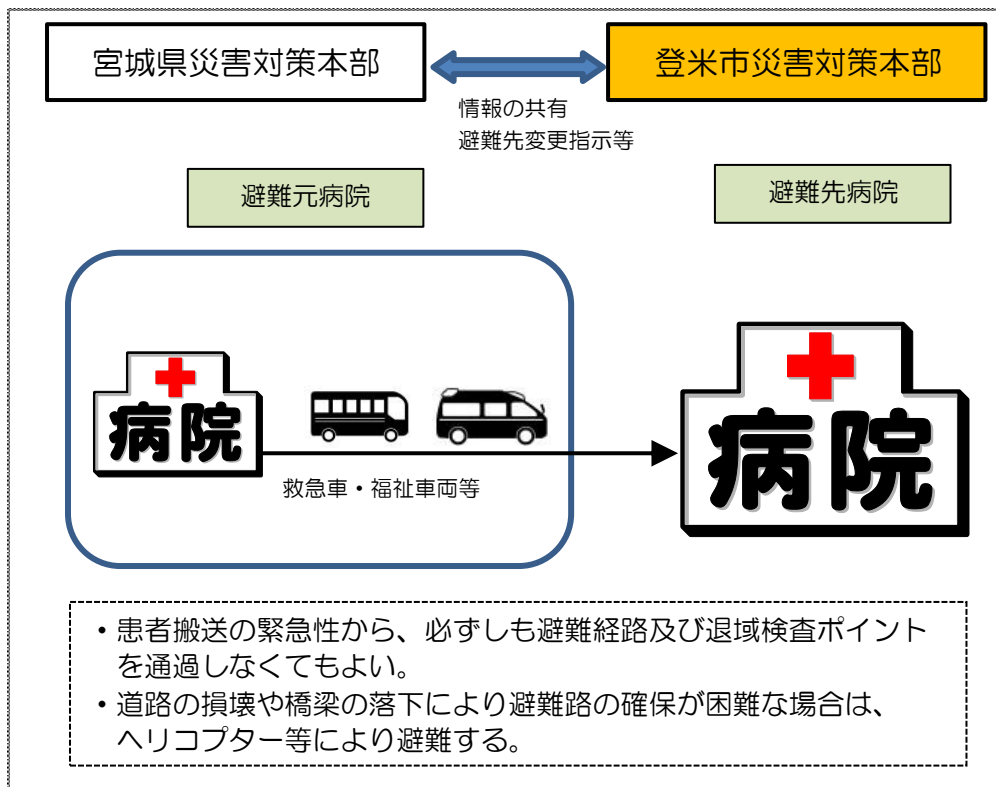 宮城県災害対策本部
登米市災害対策本部
情報の共有
避難先変更指示等
避難元病院
避難先病院
病院
救急車・福祉車両等
病院
・患者搬送の緊急性から、必ずしも避難経路及び退域検査ポイント
を通過しなくてもよい。
・道路の損壊や橋梁の落下により避難路の確保が困難な場合は、
ヘリコプター等により避難する。